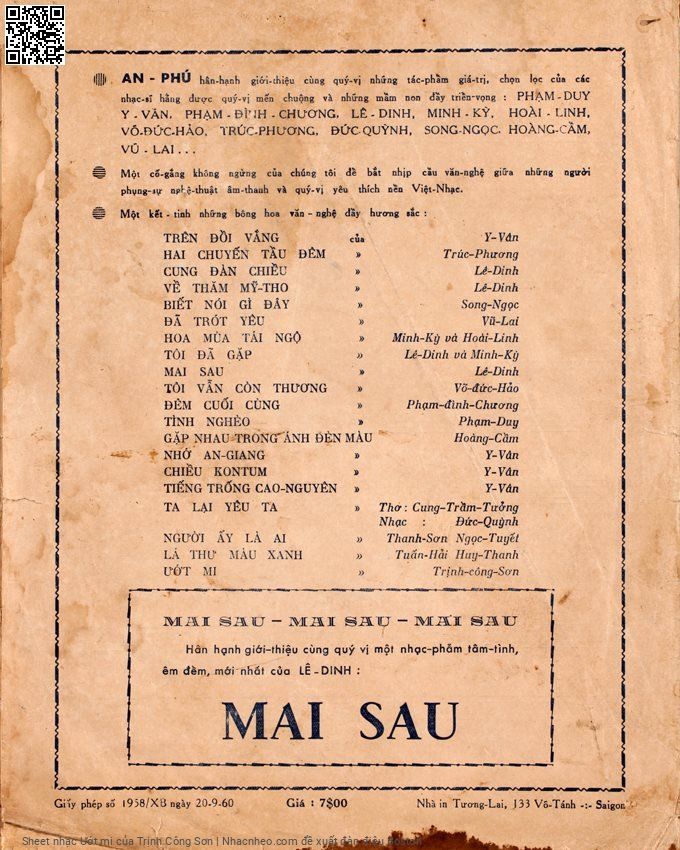 AN - PHÚ hân-hạnh giới-thiệu cùng quý-vị những tác-phẩm giá-trị, chọn lọc của các
nhạc-sĩ hằng được quý-vị mến chuộng và những mầm non đầy triển-vọng : PHẠM-DUY
Y - VÂN, PHẠM - ĐÌNH - CHƯƠNG, LÊ - DINH, MINH - KỲ, HOÀI - LINH,
VÕ-ĐỨC-HẢO, TRÚC-PHƯƠNG, ĐỨC-QUỲNH, SONG-NGỌC, HOÀNG-CẦM,
VŨ - LAI . . .
Một cố-gắng không ngừng của chúng tôi để bắt nhịp cầu văn-nghệ giữa những người
phụng-sự nghệ-thuật âm-thanh và quý-vị yêu thích nền Việt-Nhạc.
Một kết - tinh những bông hoa văn - nghệ đầy hương sắc :
TRÊN ĐỒI VẮNG của Y-Vân
HAI CHUYẾN TẦU ĐÊM » Trúc-Phương
CUNG ĐÀN CHIỀU » Lê-Dinh
VỀ THĂM MỸ-THO » Lê-Dinh
BIẾT NÓI GÌ ĐÂY » Song-Ngọc
ĐÃ TRÓT YÊU » Vũ-Lai
HOA MÙA TÁI NGỘ » Minh-Kỳ và Hoài-Linh
TÔI ĐÃ GẶP » Lê-Dinh và Minh-Kỳ
MAI SAU » Lê-Dinh
TÔI VẪN CÒN THƯƠNG » Võ-đức-Hảo
ĐÊM CUỐI CÙNG » Phạm-đình-Chương
TÌNH NGHÈO » Phạm-Duy
GẶP NHAU TRONG ÁNH ĐÈN MÀU » Hoàng-Cầm
NHỚ AN-GIANG » Y-Vân
CHIỀU KONTUM » Y-Vân
TIẾNG TRỐNG CAO-NGUYÊN » Y-Vân
TA LẠI YÊU TA » Thơ : Cung-Trầm-Tưởng
Nhạc : Đức-Quỳnh
NGƯỜI ẤY LÀ AI » Thanh-Sơn Ngọc-Tuyết
LÁ THƯ MÀU XANH » Tuấn-Hải Huy-Thanh
ƯỚT MI » Trịnh-công-Sơn
MAI SAU - MAI SAU - MAI SAU
Hân hạnh giới-thiệu cùng quý vị một nhạc-phẩm tâm-tình,
êm đềm, mới nhất của LÊ - DINH :
MAI SAU
Giấy phép số 1958/XB ngày 20-9-60 Giá : 7$00 Nhà in Tương-Lai, 133 Võ-Tánh -:- Saigon
Sheet nhạc Ướt mi của Trịnh Công Sơn | Nhacnheo.com đề xuất đàn điệu